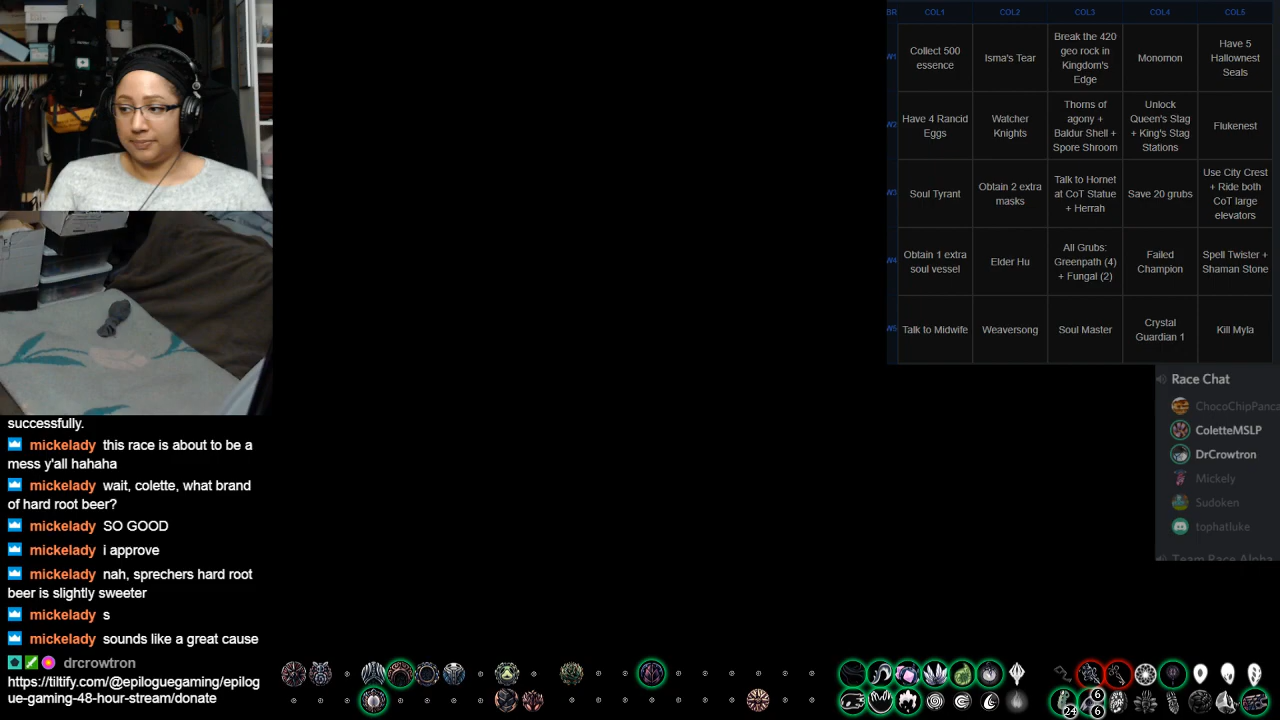 BR COL1 COL2 COL3 COL4 COL5
Collect 500
essence
Isma's Tear
Break the 420
geo rock in
Kingdom's
Edge
Monomon
Have 5
Hallownest
Seals
Have 4 Rancid
Eggs
Watcher
Knights
Thorns of
agony +
Baldur Shell +
Spore Shroom
Unlock
Queen's Stag
+ King's Stag
Stations
Flukenest
Soul Tyrant
Obtain 2 extra
masks
Talk to Hornet
at CoT Statue
+ Herrah
Save 20 grubs
Use City Crest
+ Ride both
CoT large
elevators
Obtain 1 extra
soul vessel
Elder Hu
All Grubs:
Greenpath (4)
+ Fungal (2)
Failed
Champion
Spell Twister +
Shaman Stone
Talk to Midwife
Weaversong
Soul Master
Crystal
Guardian 1
Kill Myla
Race Chat
ChocoChipPanca
ColetteMSLP
DrCrowtron
Mickely
Sudoken
tophatluke
Team Race Alpha
successfully.
mickelady this race is about to be a
mess y'all hahaha
mickelady wait, colette, what brand
of hard root beer?
mickelady SO GOOD
mickelady i approve
mickelady nah, sprechers hard root
beer is slightly sweeter
mickelady s
mickelady sounds like a great cause
drcrowtron
https://tiltify.com/@epiloguegaming/epilog
ue-gaming-48-hour-stream/donate
24
6
6